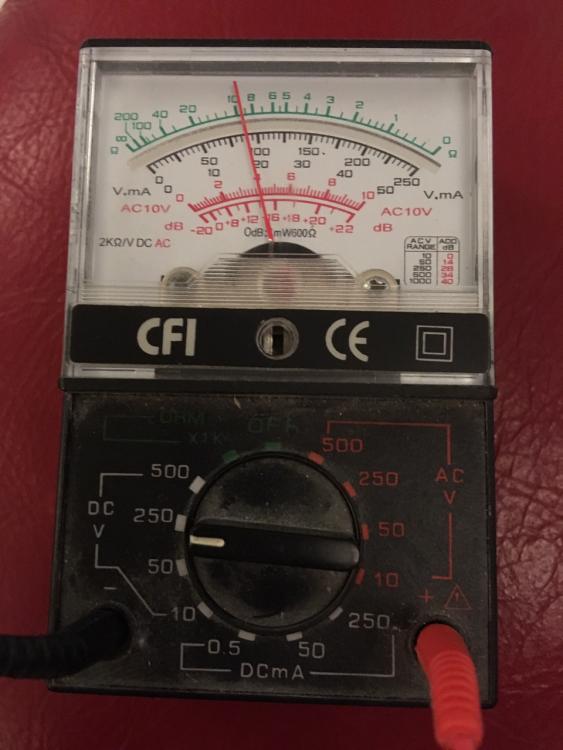 200 100 40 20 10 8 6 5 4 3 2 1 0
Ω ∞ Ω
0 50 100 150 200 250
0 10 20 30 40 50
V.mA V.mA
0 2 4 6 8 10
AC10V AC10V
dB -20 0 +8 +12 +16 +18 +20 +22 dB
2KΩ/V DC AC
0dB=1mW600Ω
ACV RANGE ADD dB
10 0
50 14
250 28
500 34
1000 40
CFI CE
OHM OFF
X1K
500 500
250 250
50 50
10 10
DC V
AC V
- +
0.5 50 250
DCmA